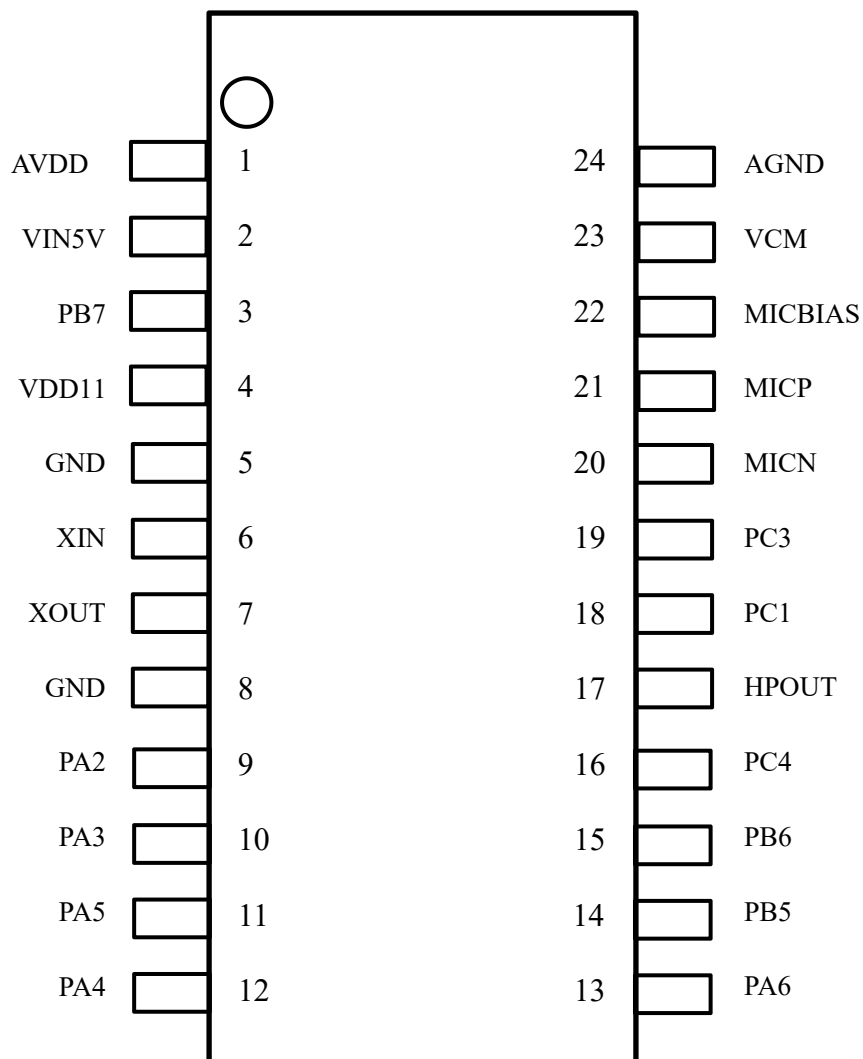 AVDD 1 24 AGND
VIN5V 2 23 VCM
PB7 3 22 MICBIAS
VDD11 4 21 MICP
GND 5 20 MICN
XIN 6 19 PC3
XOUT 7 18 PC1
GND 8 17 HPOUT
PA2 9 16 PC4
PA3 10 15 PB6
PA5 11 14 PB5
PA4 12 13 PA6